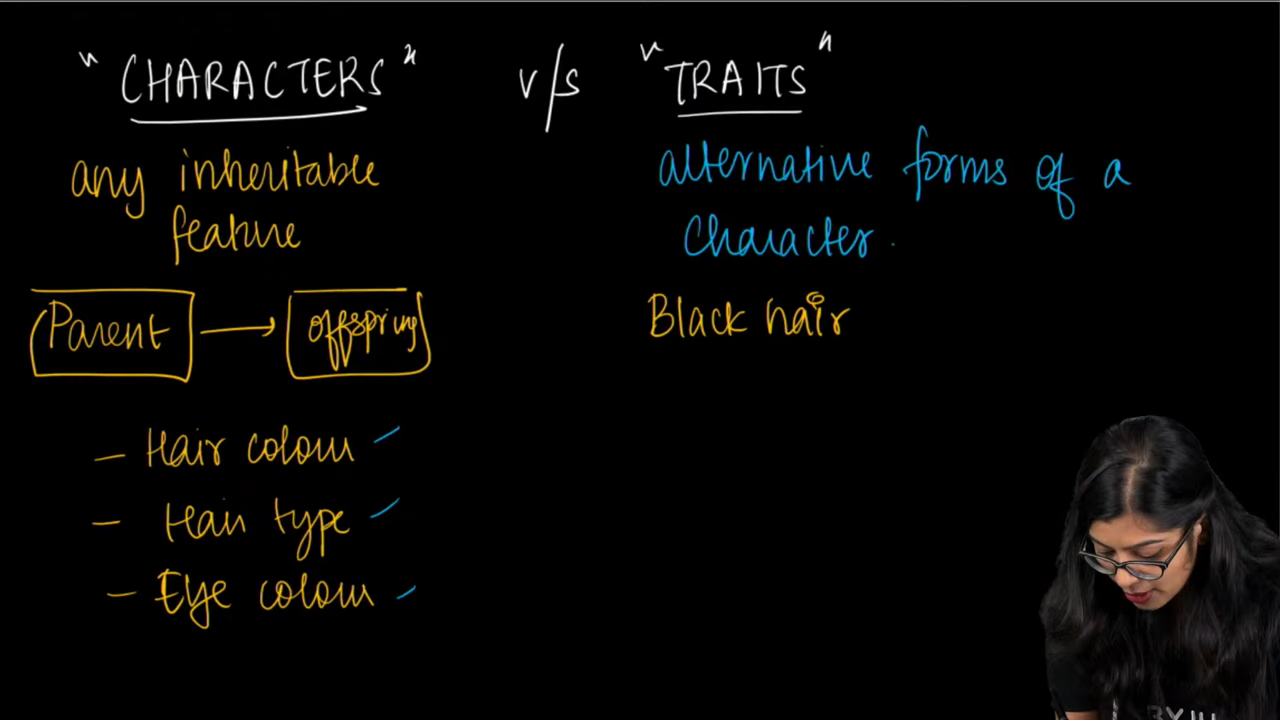 "CHARACTERS" v/s "TRAITS"
any inheritable
feature
alternative forms of a
character.
Parent → offspring
Black hair
– Hair colour
– Hair type
– Eye colour